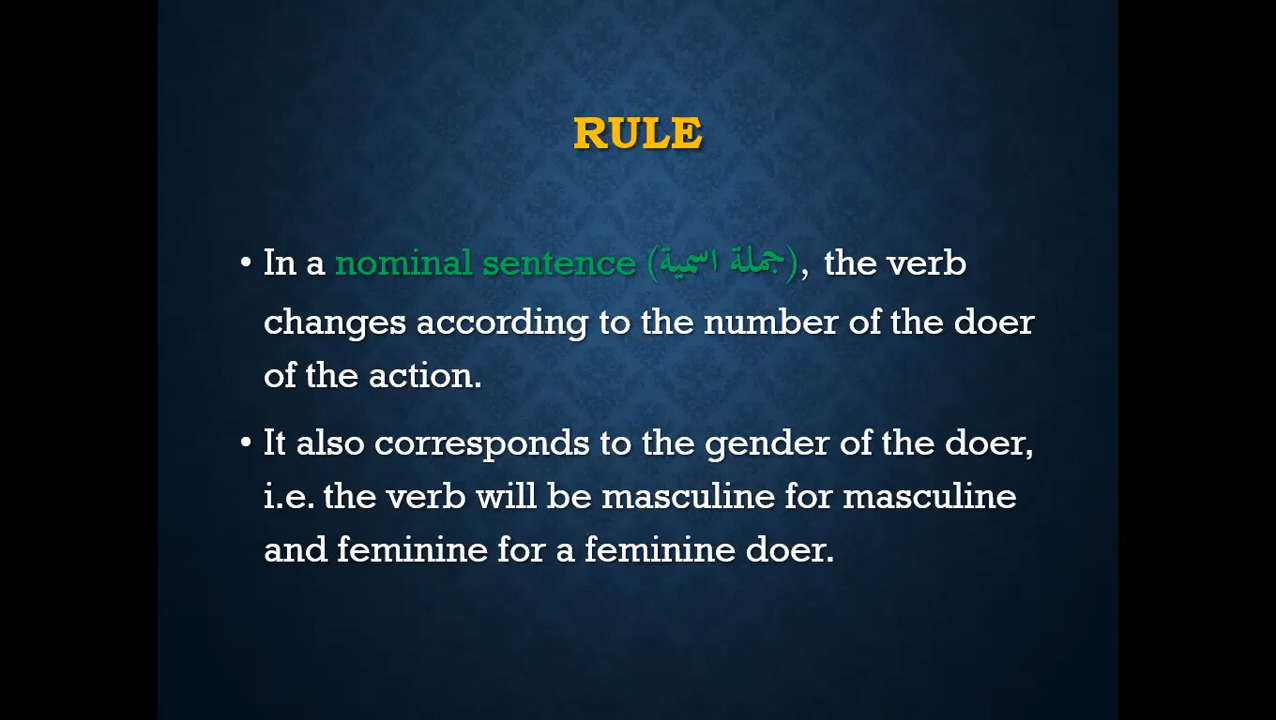 RULE
• In a nominal sentence (جملة اسمية), the verb
changes according to the number of the doer
of the action.
• It also corresponds to the gender of the doer,
i.e. the verb will be masculine for masculine
and feminine for a feminine doer.